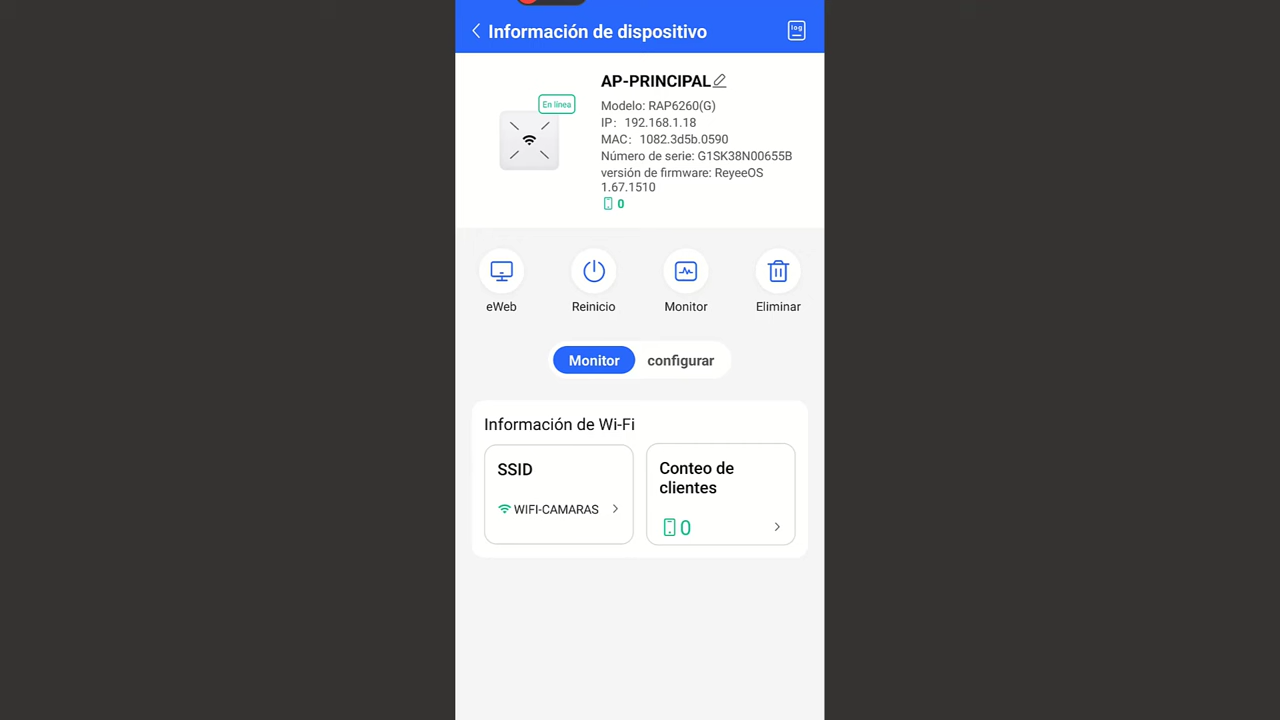 Información de dispositivo
log
AP-PRINCIPAL
En línea
Modelo: RAP6260(G)
IP: 192.168.1.18
MAC: 1082.3d5b.0590
Número de serie: G1SK38N00655B
versión de firmware: ReyeeOS
1.67.1510
0
eWeb
Reinicio
Monitor
Eliminar
Monitor
configurar
Información de Wi-Fi
SSID
Conteo de
clientes
WIFI-CAMARAS
0